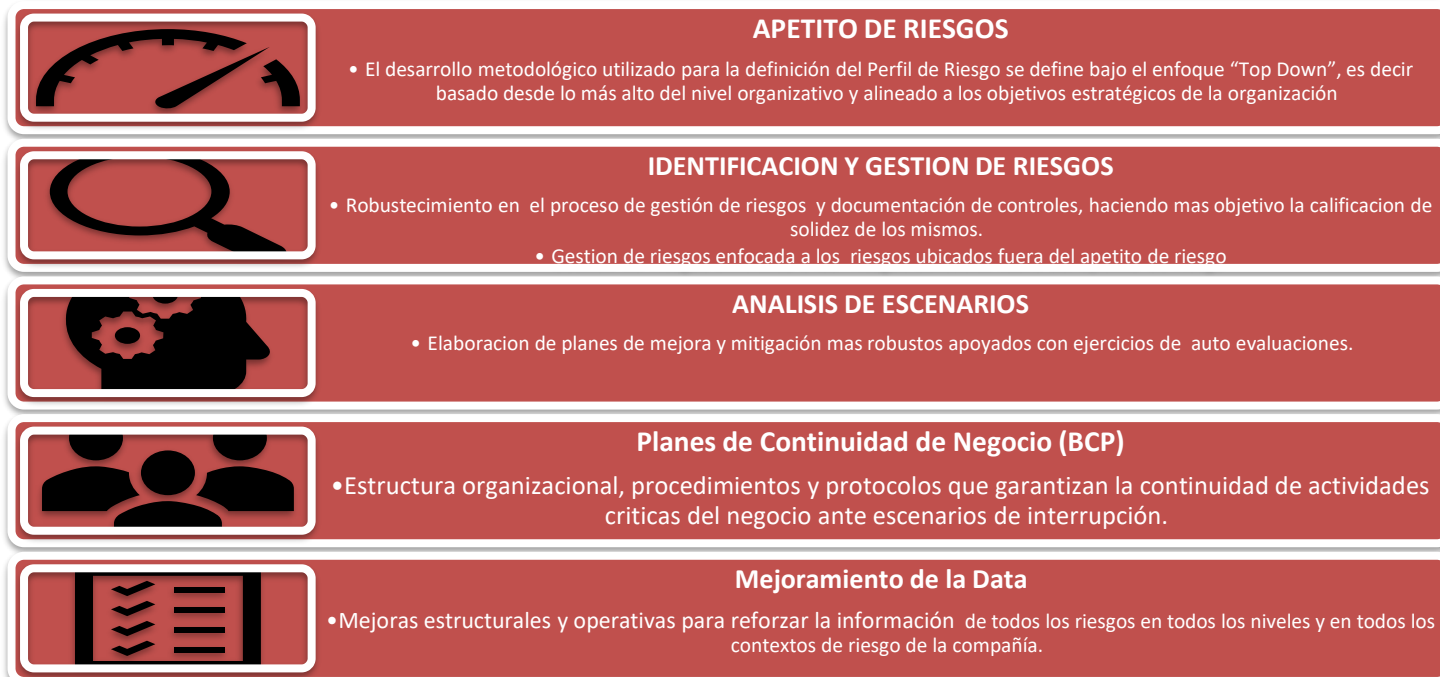 APETITO DE RIESGOS
• El desarrollo metodológico utilizado para la definición del Perfil de Riesgo se define bajo el enfoque “Top Down”, es decir
basado desde lo más alto del nivel organizativo y alineado a los objetivos estratégicos de la organización
IDENTIFICACION Y GESTION DE RIESGOS
• Robustecimiento en el proceso de gestión de riesgos y documentación de controles, haciendo mas objetivo la calificacion de
solidez de los mismos.
• Gestion de riesgos enfocada a los riesgos ubicados fuera del apetito de riesgo
ANALISIS DE ESCENARIOS
• Elaboracion de planes de mejora y mitigación mas robustos apoyados con ejercicios de auto evaluaciones.
Planes de Continuidad de Negocio (BCP)
•Estructura organizacional, procedimientos y protocolos que garantizan la continuidad de actividades
criticas del negocio ante escenarios de interrupción.
Mejoramiento de la Data
•Mejoras estructurales y operativas para reforzar la información de todos los riesgos en todos los niveles y en todos los
contextos de riesgo de la compañía.